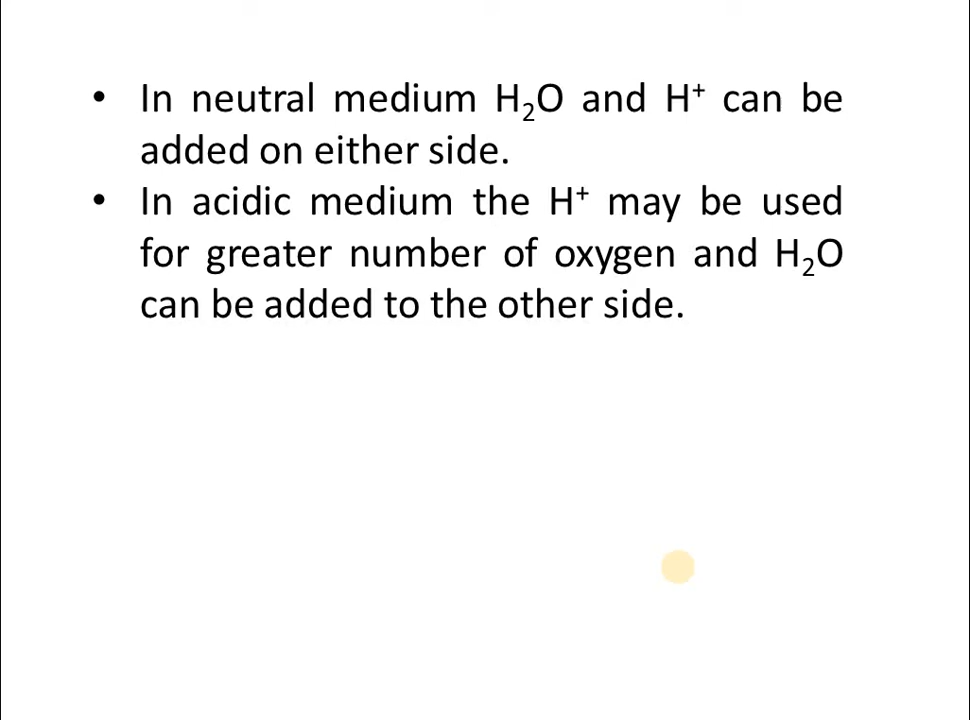 • In neutral medium H₂O and H⁺ can be
added on either side.
• In acidic medium the H⁺ may be used
for greater number of oxygen and H₂O
can be added to the other side.